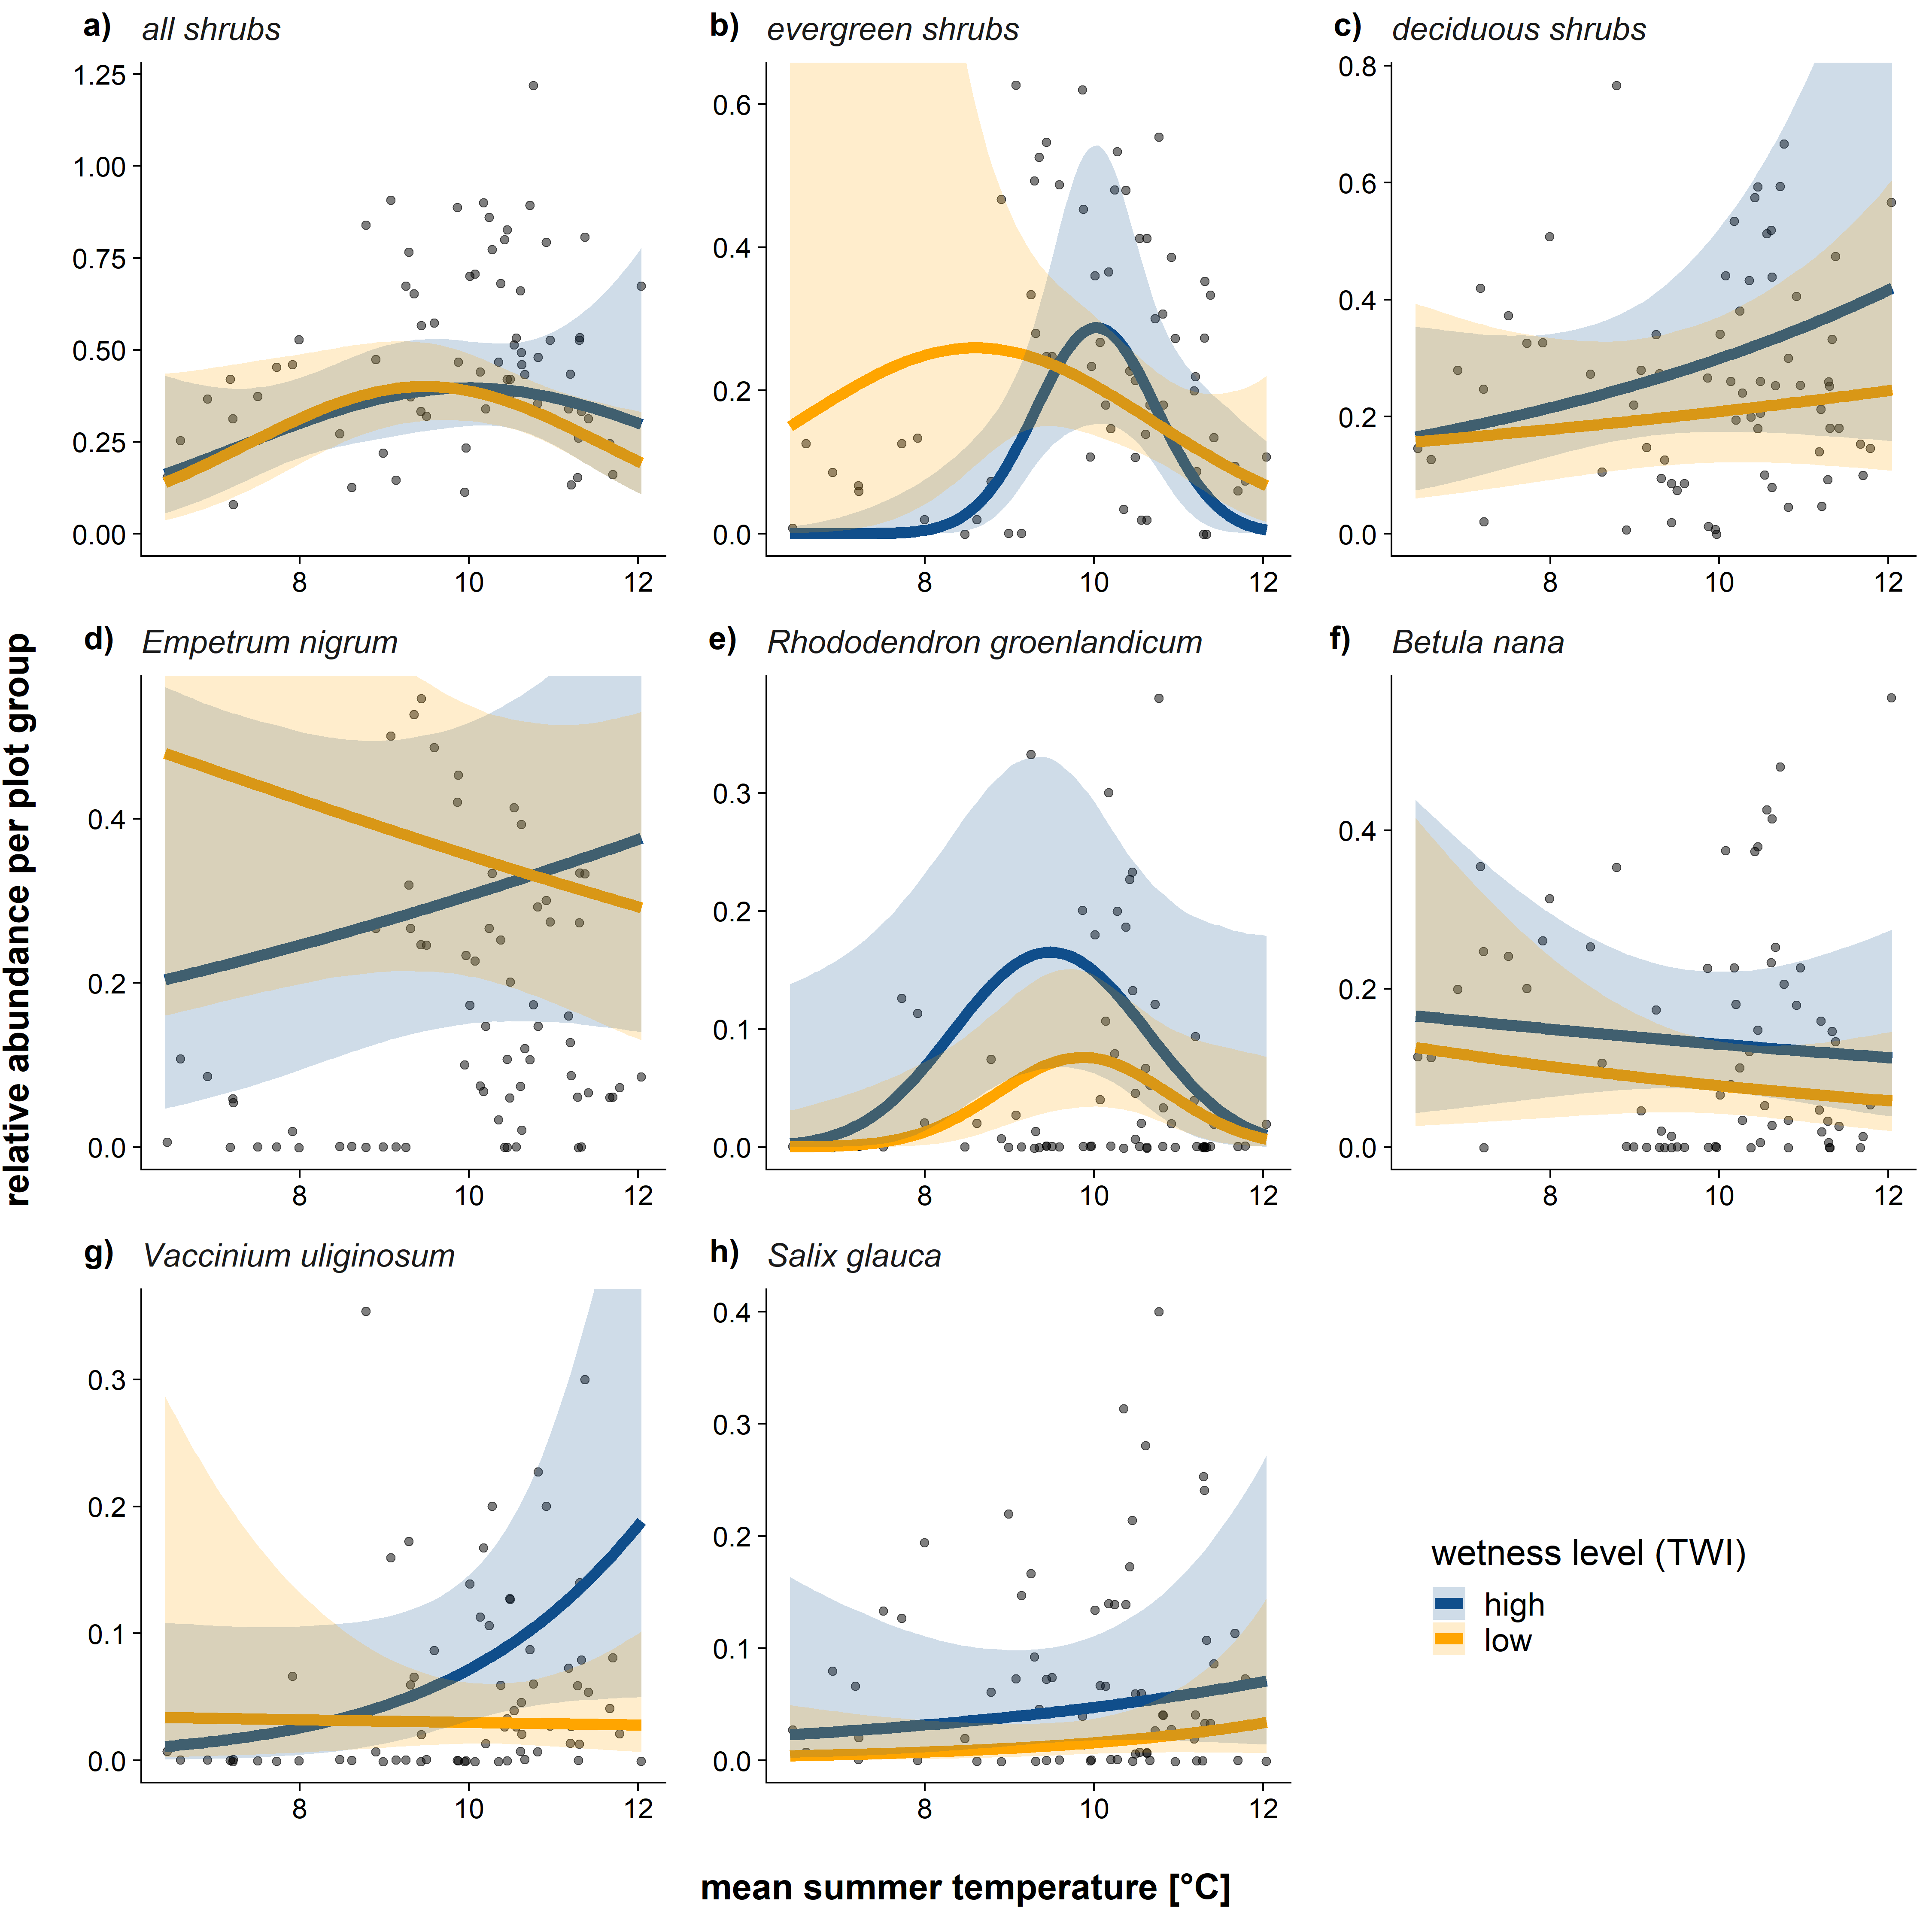 a) all shrubs
b) evergreen shrubs
c) deciduous shrubs
1.25
1.00
0.75
0.50
0.25
0.00
8 10 12
0.6
0.4
0.2
0.0
8 10 12
0.8
0.6
0.4
0.2
0.0
8 10 12
relative abundance per plot group
d) Empetrum nigrum
e) Rhododendron groenlandicum
f) Betula nana
0.4
0.2
0.0
8 10 12
0.3
0.2
0.1
0.0
8 10 12
0.4
0.2
0.0
8 10 12
g) Vaccinium uliginosum
h) Salix glauca
0.3
0.2
0.1
0.0
8 10 12
0.4
0.3
0.2
0.1
0.0
8 10 12
wetness level (TWI)
high
low
mean summer temperature [°C]